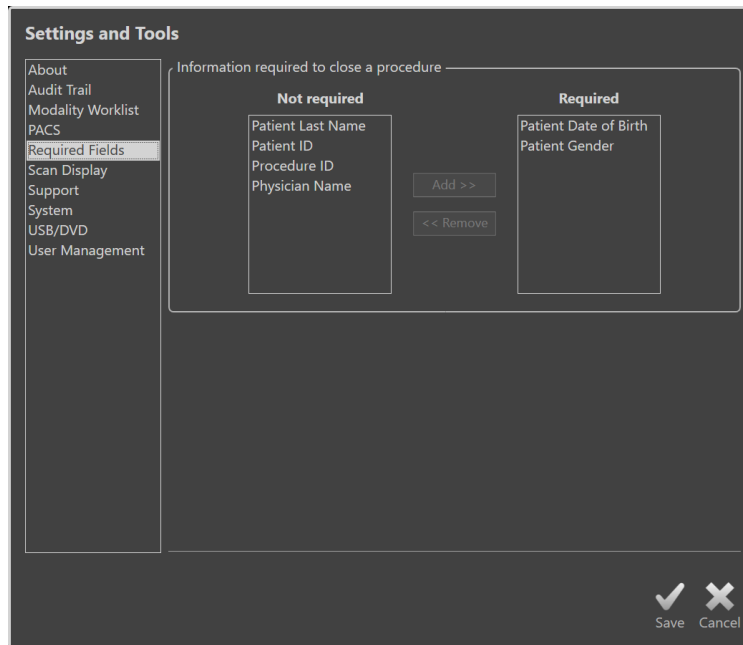 Settings and Tools
About
Audit Trail
Modality Worklist
PACS
Required Fields
Scan Display
Support
System
USB/DVD
User Management
Information required to close a procedure
Not required
Patient Last Name
Patient ID
Procedure ID
Physician Name
Add >>
<< Remove
Required
Patient Date of Birth
Patient Gender
Save
Cancel